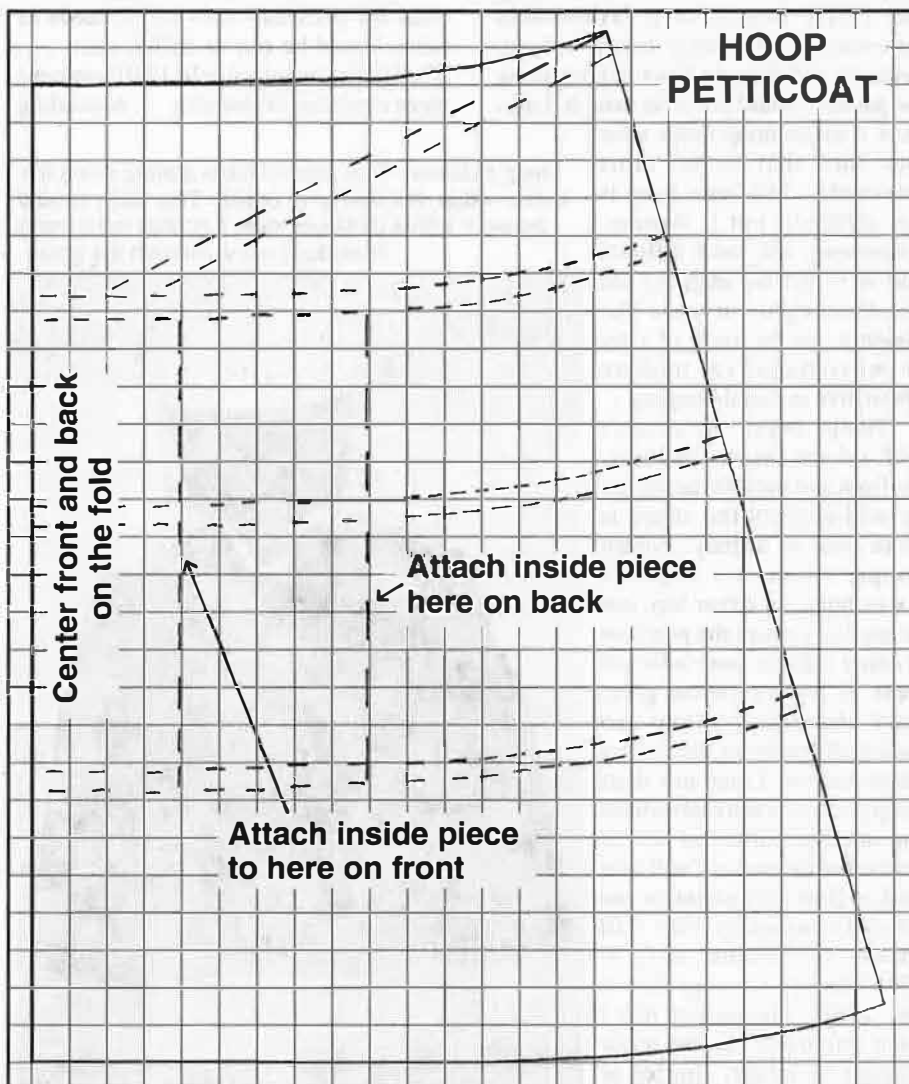 HOOP
PETTICOAT
Center front and back
on the fold
Attach inside piece
here on back
Attach inside piece
to here on front